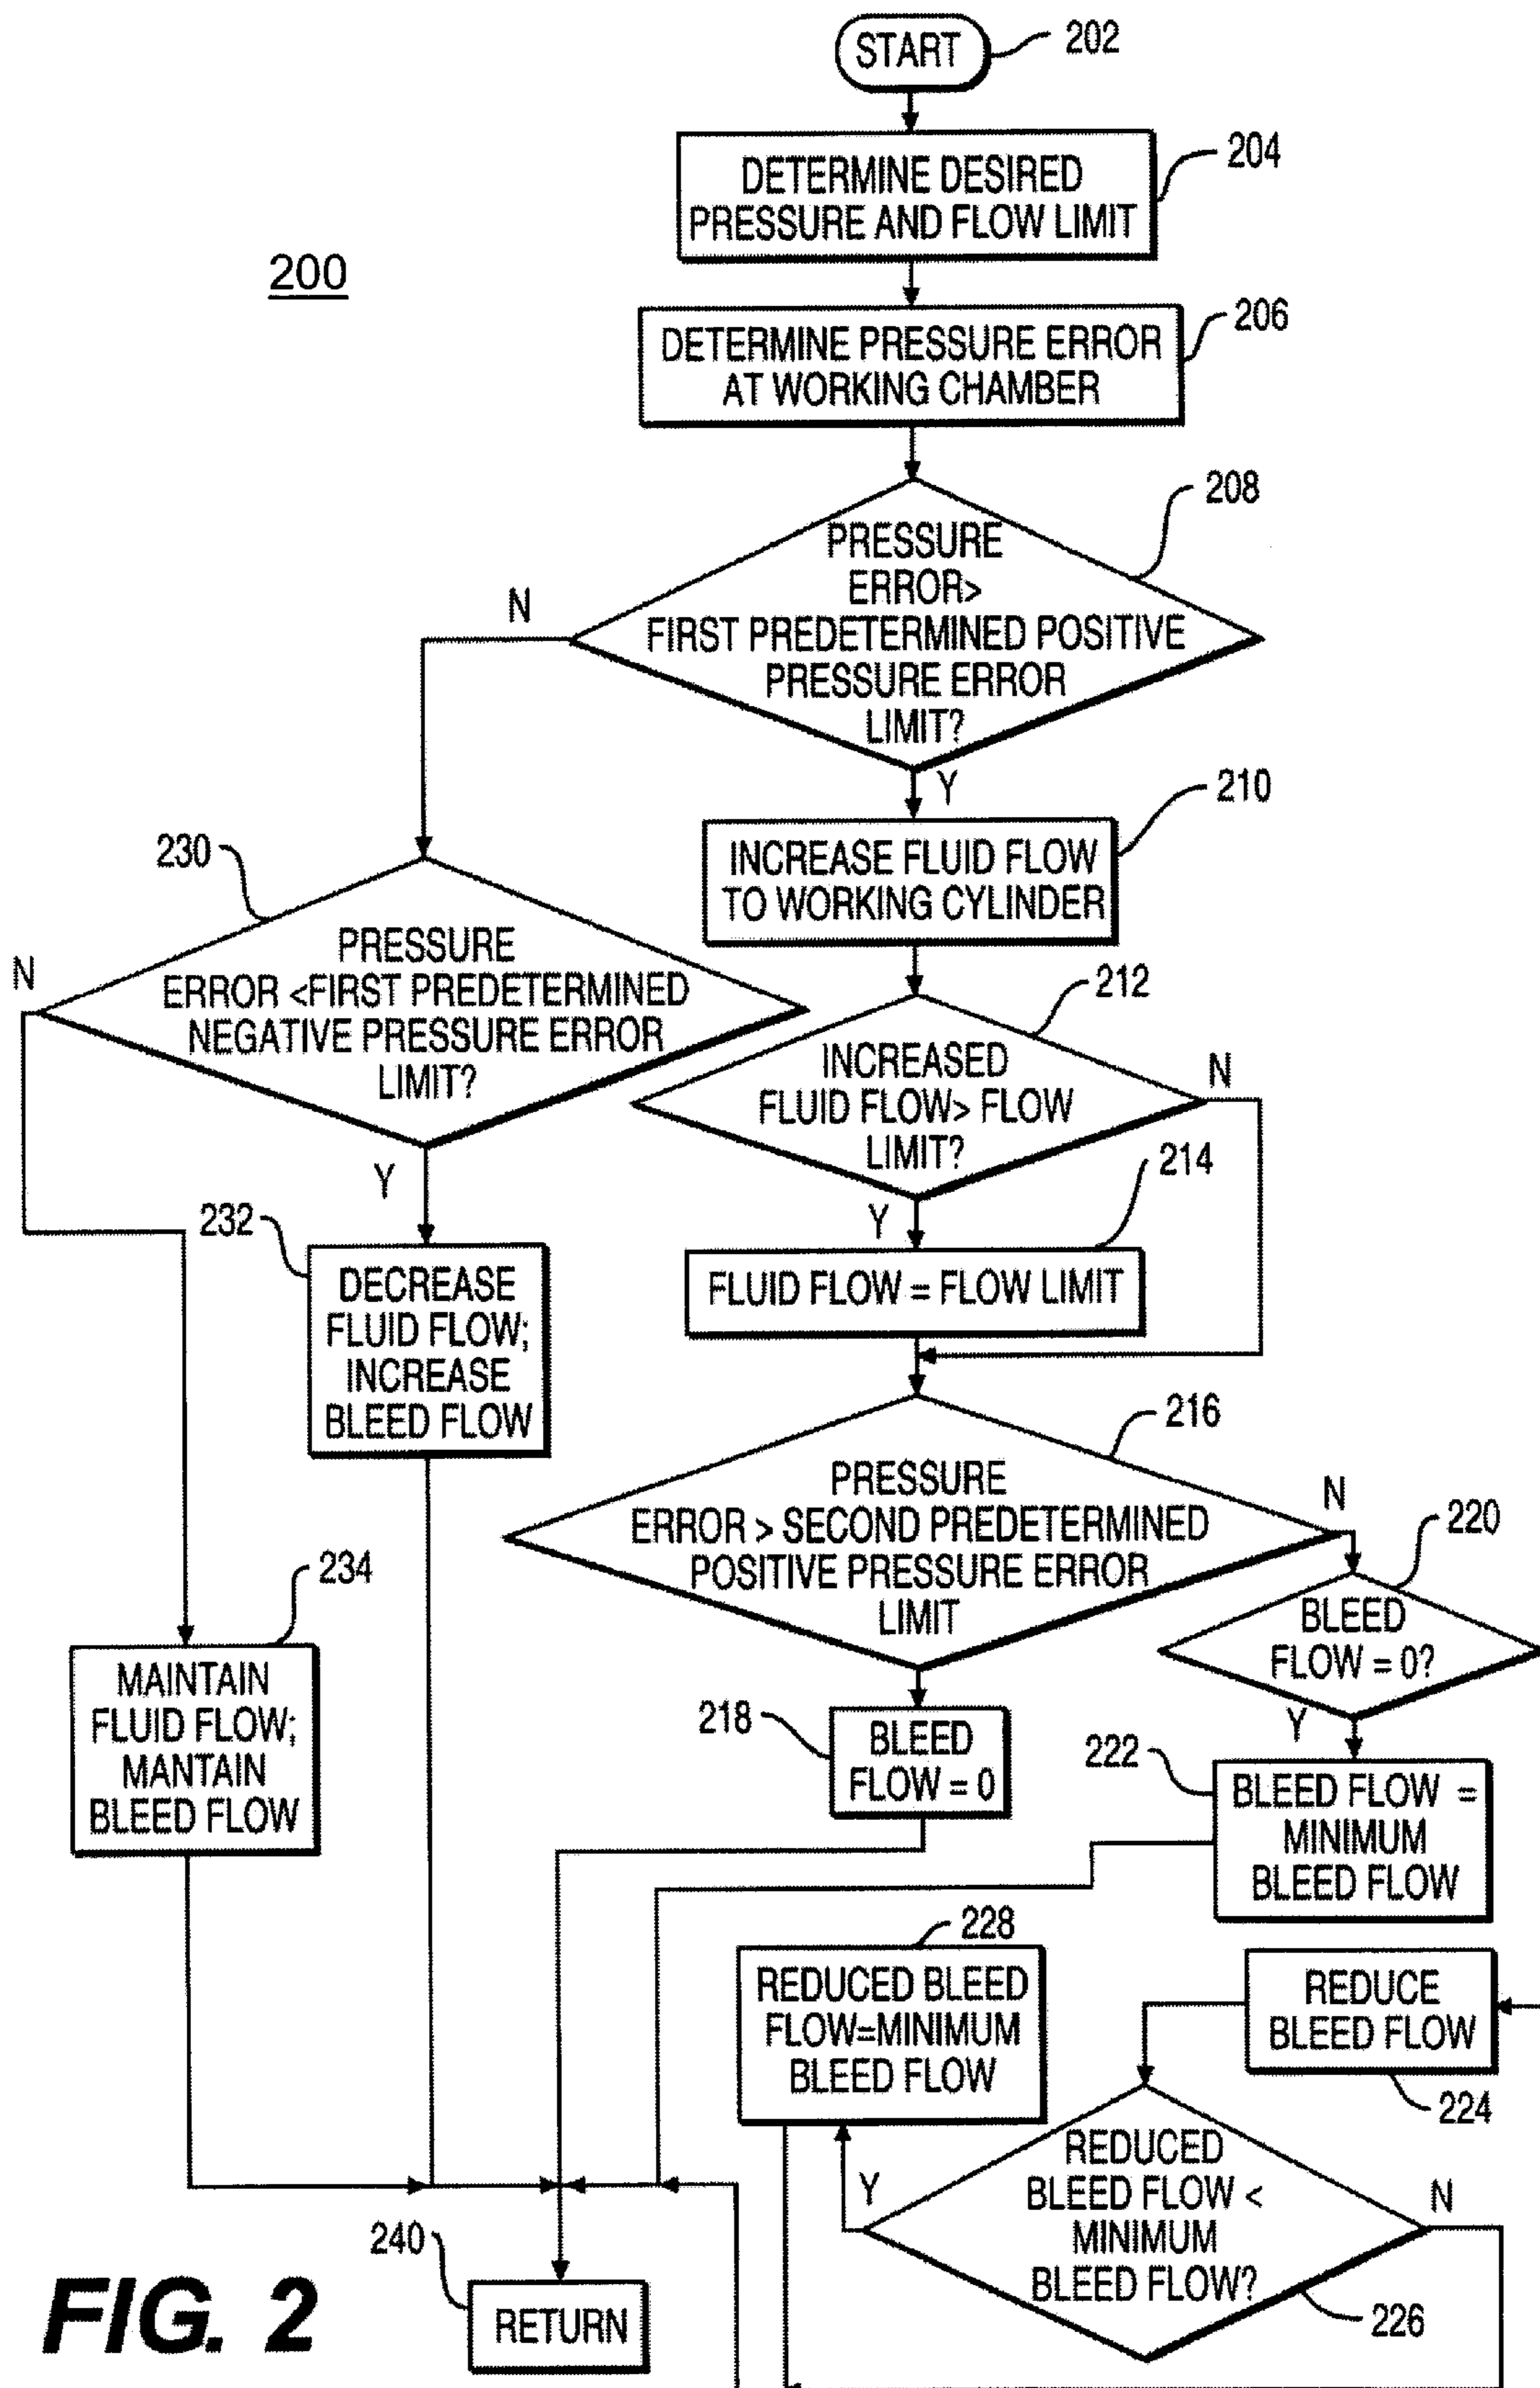 START
202
DETERMINE DESIRED
PRESSURE AND FLOW LIMIT
204
200
DETERMINE PRESSURE ERROR
AT WORKING CHAMBER
206
PRESSURE
ERROR>
FIRST PREDETERMINED POSITIVE
PRESSURE ERROR
LIMIT?
208
N
Y
INCREASE FLUID FLOW
TO WORKING CYLINDER
210
230
PRESSURE
ERROR <FIRST PREDETERMINED
NEGATIVE PRESSURE ERROR
LIMIT?
N
Y
212
INCREASED
FLUID FLOW> FLOW
LIMIT?
N
Y
214
FLUID FLOW = FLOW LIMIT
232
DECREASE
FLUID FLOW;
INCREASE
BLEED FLOW
216
PRESSURE
ERROR > SECOND PREDETERMINED
POSITIVE PRESSURE ERROR
LIMIT
N
220
BLEED
FLOW = 0?
Y
234
MAINTAIN
FLUID FLOW;
MANTAIN
BLEED FLOW
218
BLEED
FLOW = 0
222
BLEED FLOW =
MINIMUM
BLEED FLOW
228
REDUCED BLEED
FLOW=MINIMUM
BLEED FLOW
REDUCE
BLEED FLOW
224
REDUCED
BLEED FLOW <
MINIMUM
BLEED FLOW?
Y
N
226
240
RETURN
FIG. 2